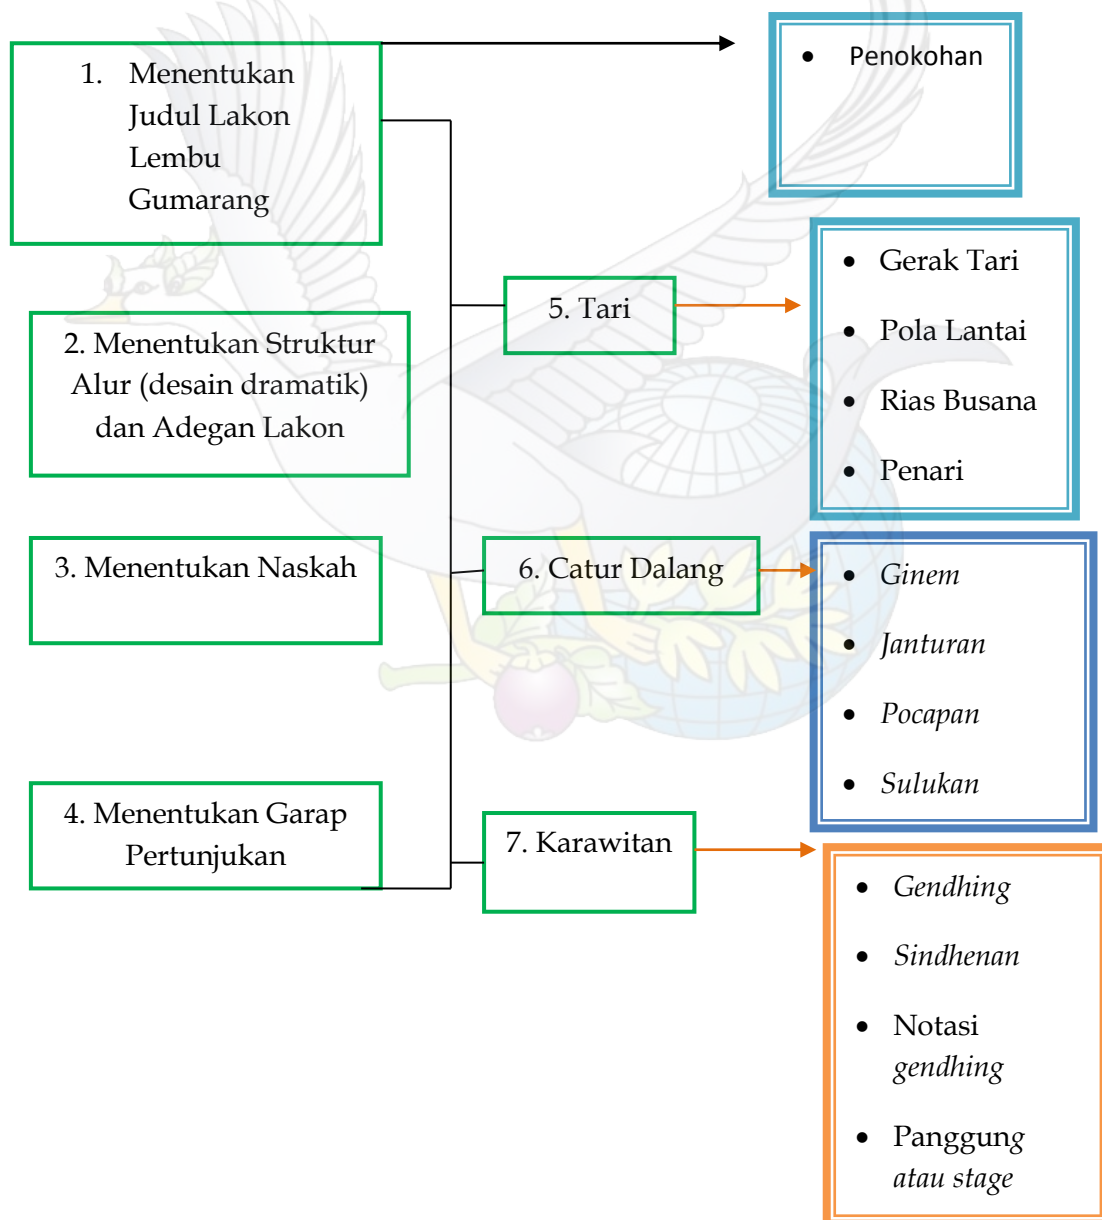 1. Menentukan
Judul Lakon
Lembu
Gumarang
• Penokohan
2. Menentukan Struktur
Alur (desain dramatik)
dan Adegan Lakon
3. Menentukan Naskah
4. Menentukan Garap
Pertunjukan
5. Tari
• Gerak Tari
• Pola Lantai
• Rias Busana
• Penari
6. Catur Dalang
• Ginem
• Janturan
• Pocapan
• Sulukan
7. Karawitan
• Gendhing
• Sindhenan
• Notasi
gendhing
• Panggung
atau stage